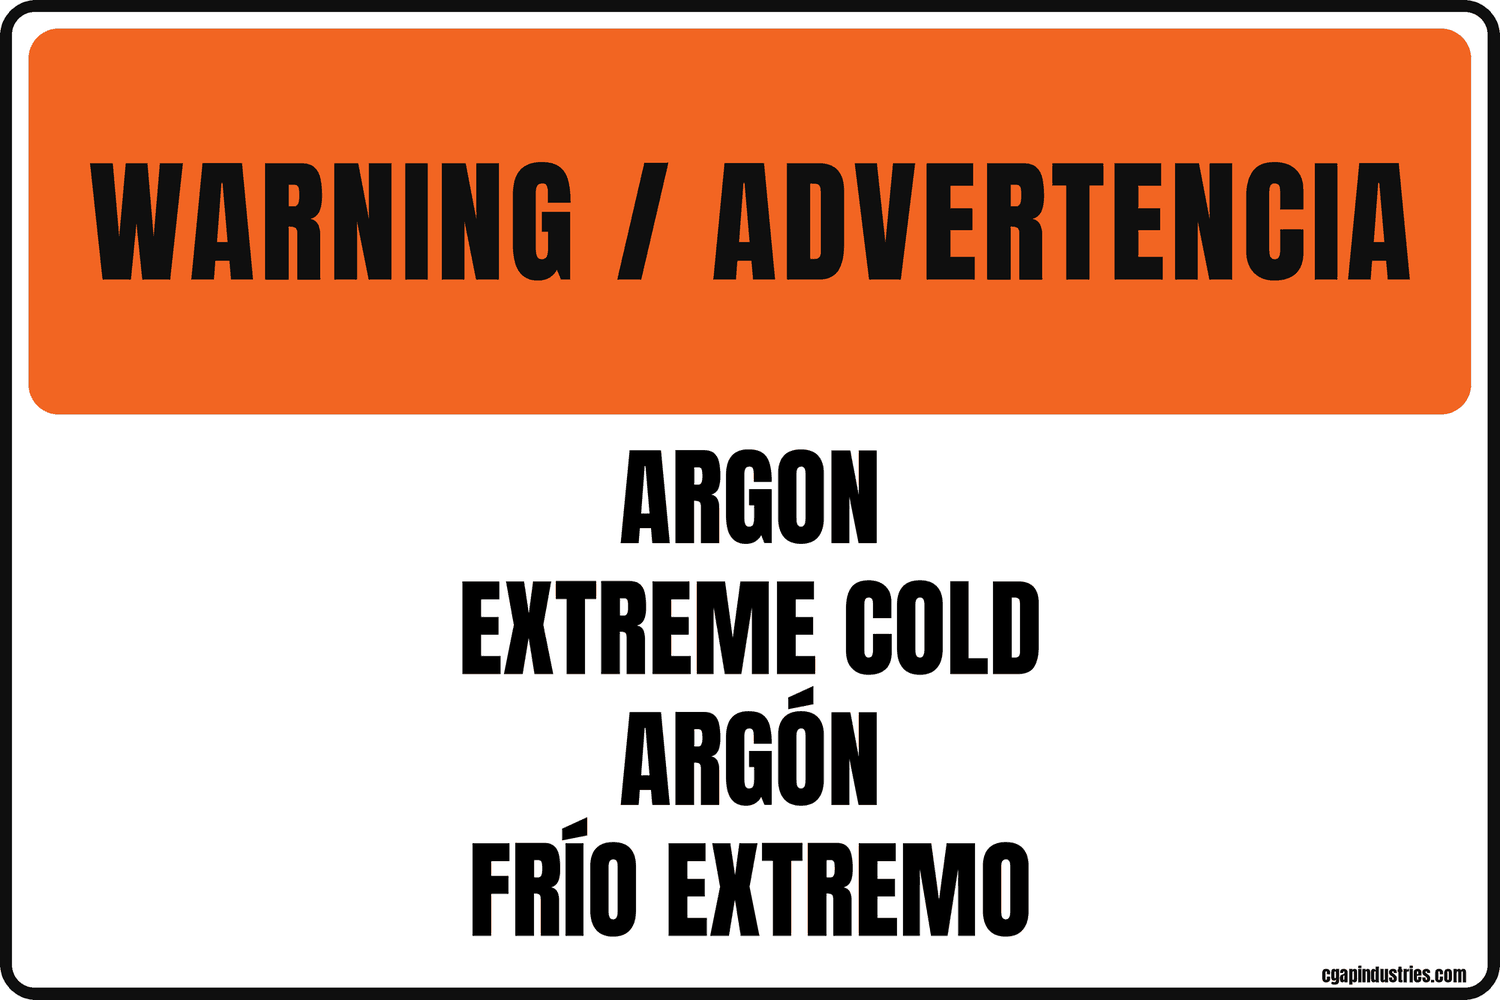 WARNING / ADVERTENCIA
ARGON
EXTREME COLD
ARGÓN
FRÍO EXTREMO
cgapindustries.com